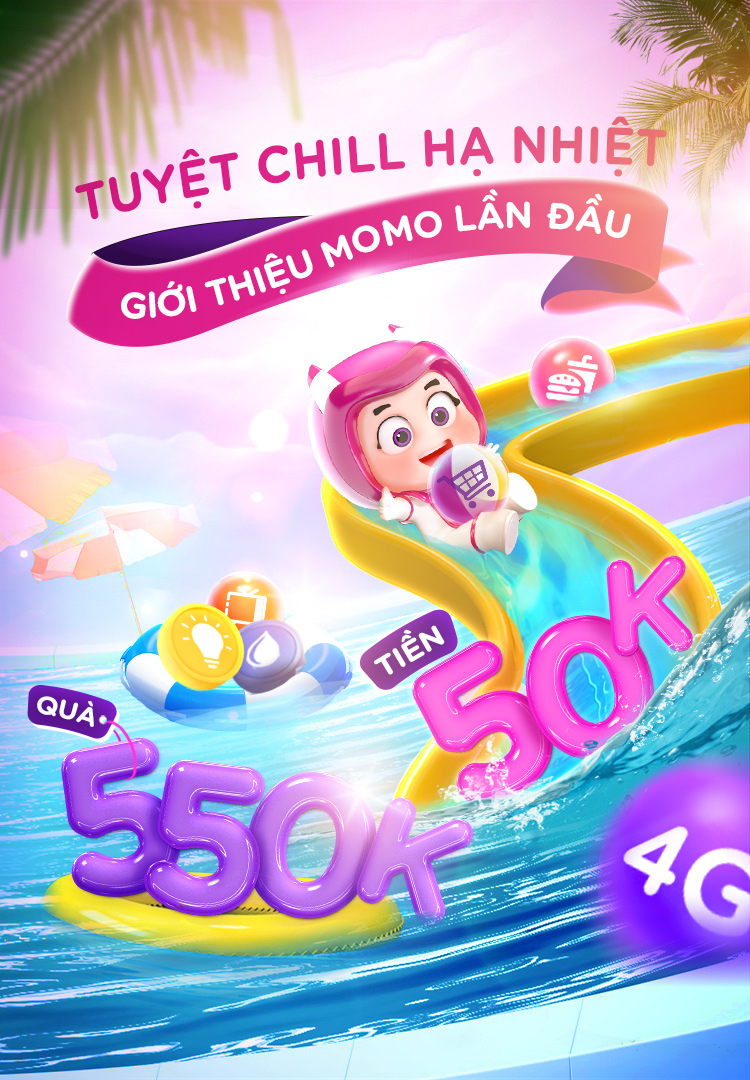 TUYỆT CHILL HẠ NHIỆT
GIỚI THIỆU MOMO LẦN ĐẦU
TIỀN
50K
QUÀ
550K
4G